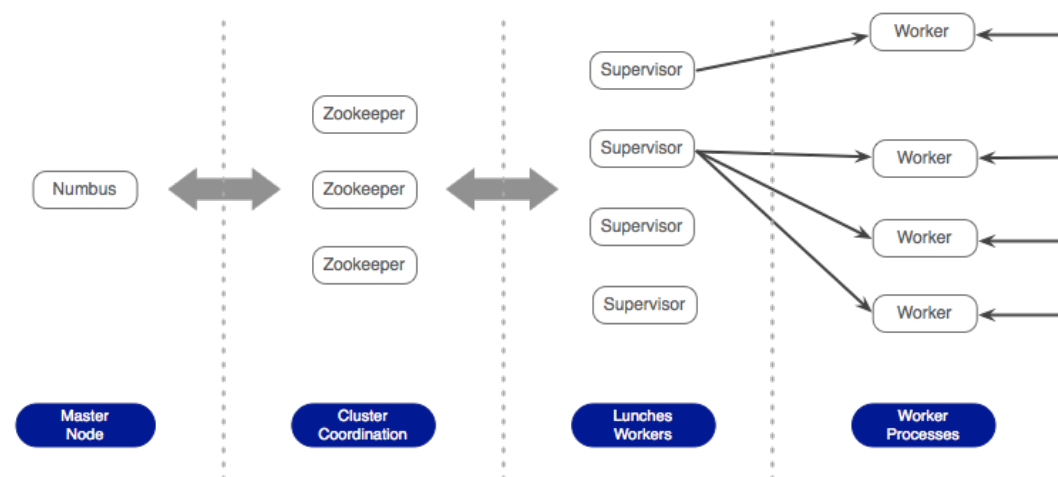 Numbus
Zookeeper
Zookeeper
Zookeeper
Supervisor
Supervisor
Supervisor
Supervisor
Worker
Worker
Worker
Worker
Master
Node
Cluster
Coordination
Lunches
Workers
Worker
Processes